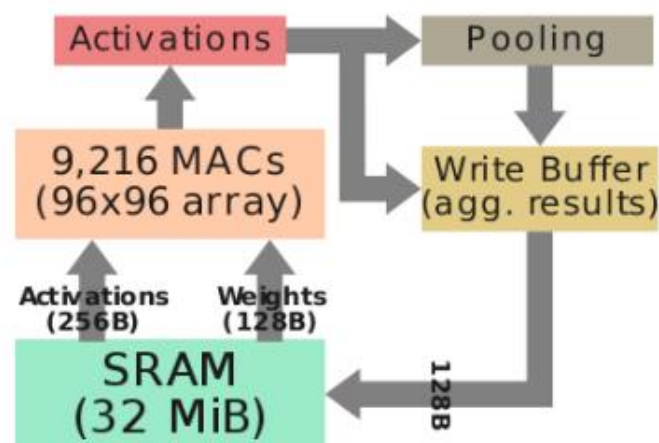 Activations
Pooling
9,216 MACs
(96x96 array)
Write Buffer
(agg. results)
Activations
(256B)
Weights
(128B)
SRAM
(32 MiB)
128B